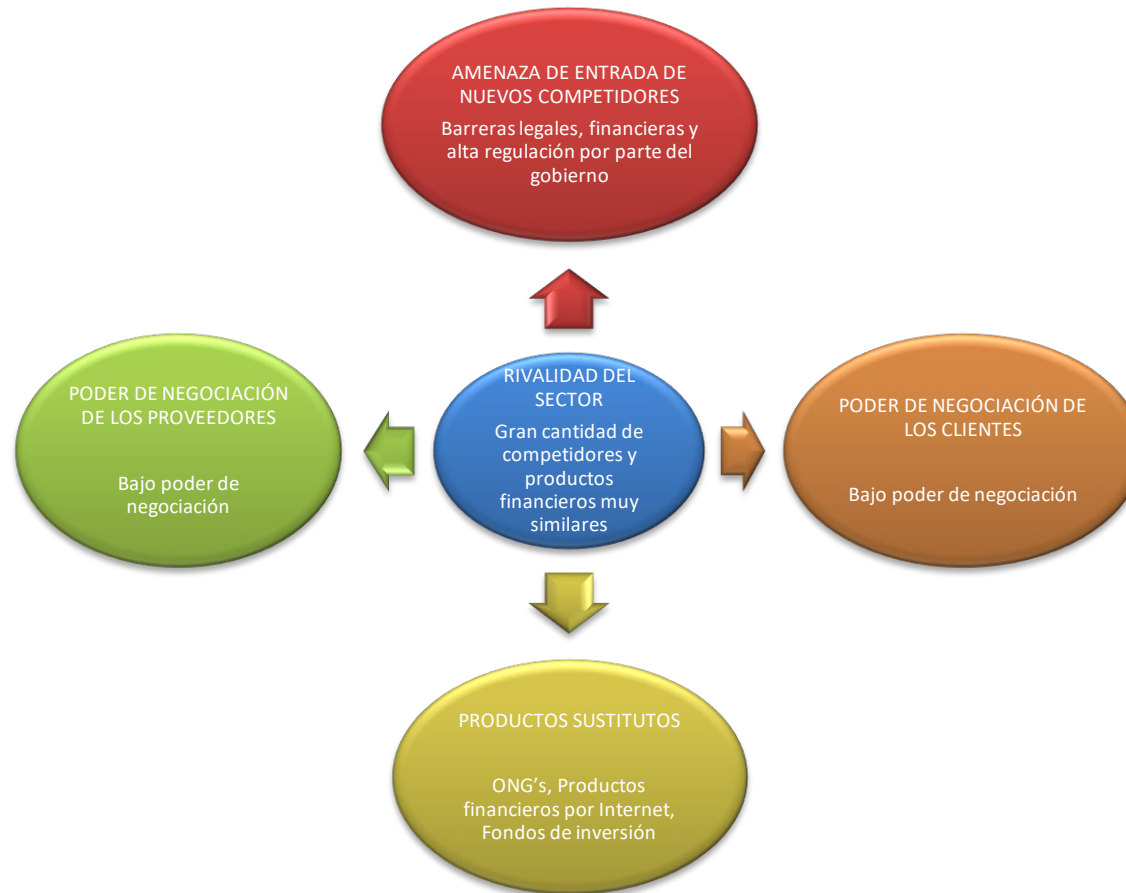 AMENAZA DE ENTRADA DE
NUEVOS COMPETIDORES
Barreras legales, financieras y
alta regulación por parte del
gobierno
PODER DE NEGOCIACIÓN
DE LOS PROVEEDORES
Bajo poder de
negociación
RIVALIDAD DEL
SECTOR
Gran cantidad de
competidores y
productos
financieros muy
similares
PODER DE NEGOCIACIÓN DE
LOS CLIENTES
Bajo poder de negociación
PRODUCTOS SUSTITUTOS
ONG’s, Productos
financieros por Internet,
Fondos de inversión